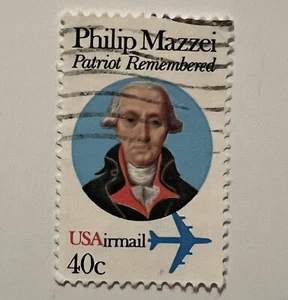 Philip Mazzei
Patriot Remembered
USAirmail
40c